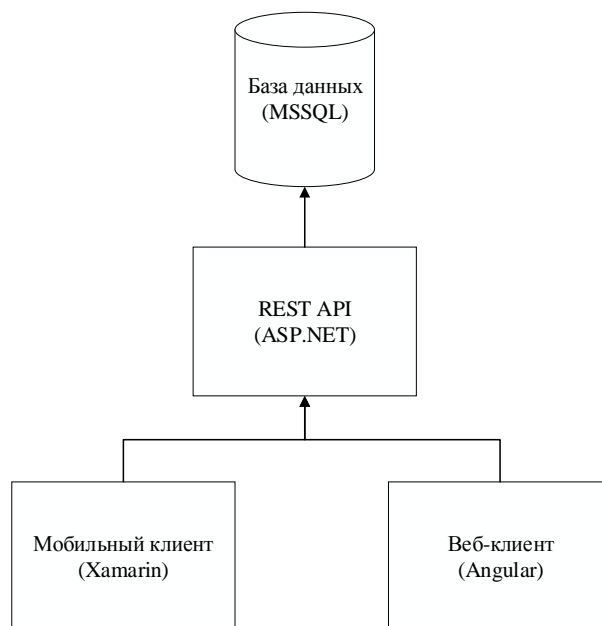 База данных
(MSSQL)
REST API
(ASP.NET)
Мобильный клиент
(Xamarin)
Веб-клиент
(Angular)